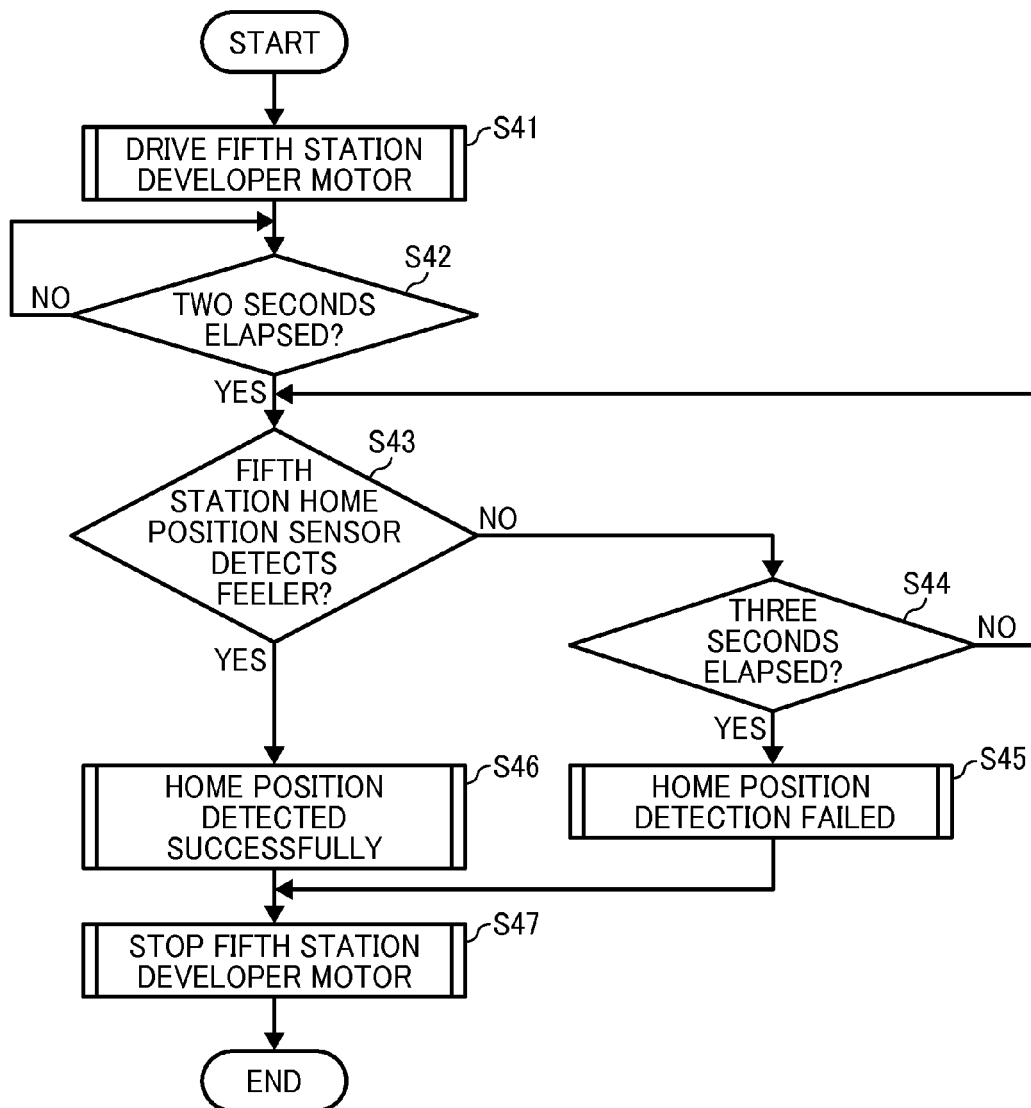 START
S41
DRIVE FIFTH STATION
DEVELOPER MOTOR
S42
NO
TWO SECONDS
ELAPSED?
YES
S43
FIFTH
STATION HOME
POSITION SENSOR
DETECTS
FEELER?
NO
S44
THREE
SECONDS
ELAPSED?
NO
YES
YES
S46
HOME POSITION
DETECTED
SUCCESSFULLY
S45
HOME POSITION
DETECTION FAILED
S47
STOP FIFTH STATION
DEVELOPER MOTOR
END